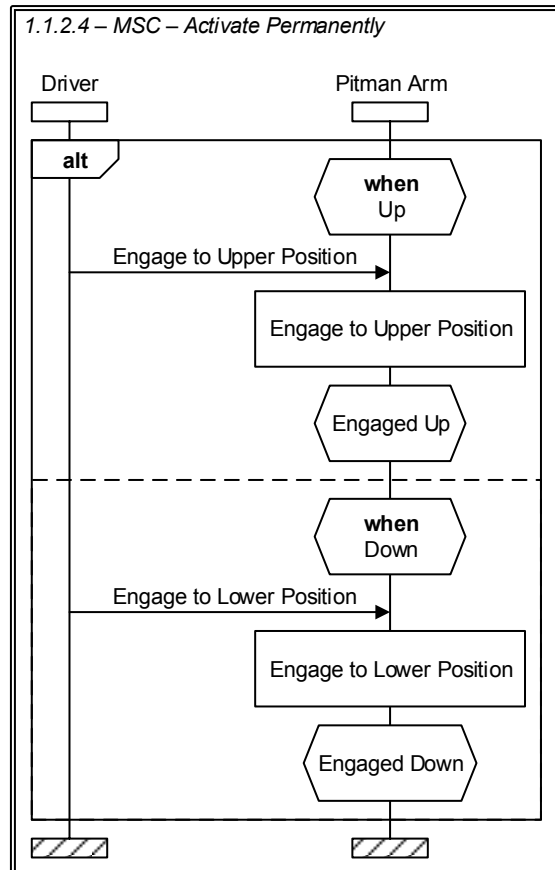 1.1.2.4 – MSC – Activate Permanently
Driver
Pitman Arm
alt
when
Up
Engage to Upper Position
Engage to Upper Position
Engaged Up
when
Down
Engage to Lower Position
Engage to Lower Position
Engaged Down